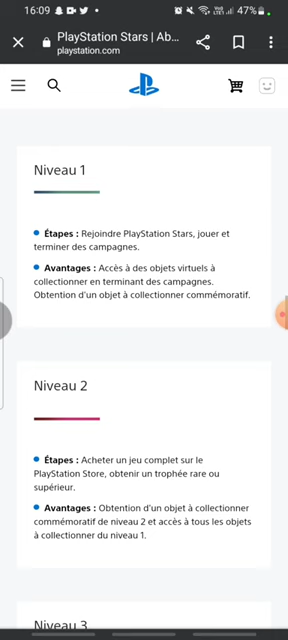 16:09
47%
PlayStation Stars | Ab...
playstation.com
Niveau 1
Étapes : Rejoindre PlayStation Stars, jouer et
terminer des campagnes.
Avantages : Accès à des objets virtuels à
collectionner en terminant des campagnes.
Obtention d'un objet à collectionner commémoratif.
Niveau 2
Étapes : Acheter un jeu complet sur le
PlayStation Store, obtenir un trophée rare ou
supérieur.
Avantages : Obtention d'un objet à collectionner
commémoratif de niveau 2 et accès à tous les objets
à collectionner du niveau 1.
Niveau 3